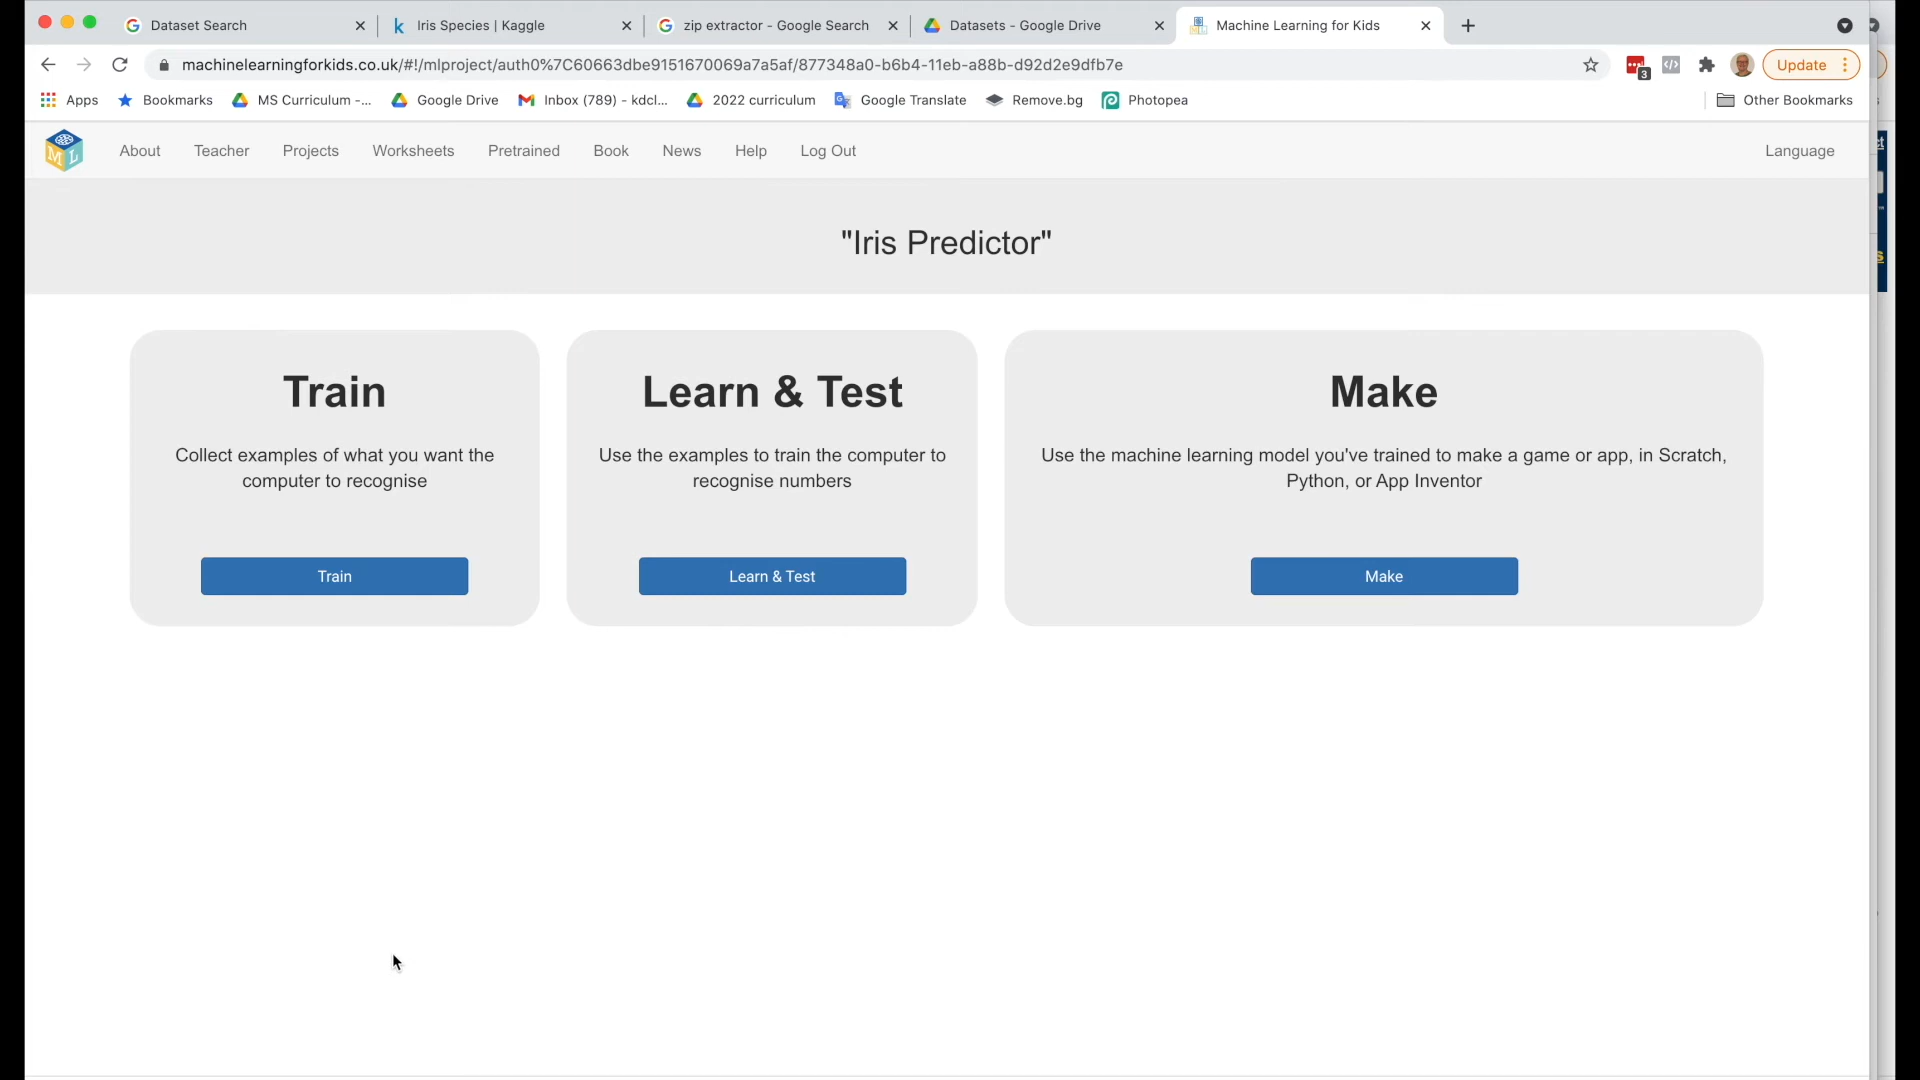 Dataset Search
Iris Species | Kaggle
zip extractor - Google Search
Datasets - Google Drive
Machine Learning for Kids
machinelearningforkids.co.uk/#!/mlproject/auth0%7C60663dbe9151670069a7a5af/877348a0-b6b4-11eb-a88b-d92d2e9dfb7e
3
Update
Apps
Bookmarks
MS Curriculum -...
Google Drive
Inbox (789) - kdcl...
2022 curriculum
Google Translate
Remove.bg
Photopea
Other Bookmarks
ML
About
Teacher
Projects
Worksheets
Pretrained
Book
News
Help
Log Out
Language
"Iris Predictor"
Train
Collect examples of what you want the
computer to recognise
Train
Learn & Test
Use the examples to train the computer to
recognise numbers
Learn & Test
Make
Use the machine learning model you've trained to make a game or app, in Scratch,
Python, or App Inventor
Make